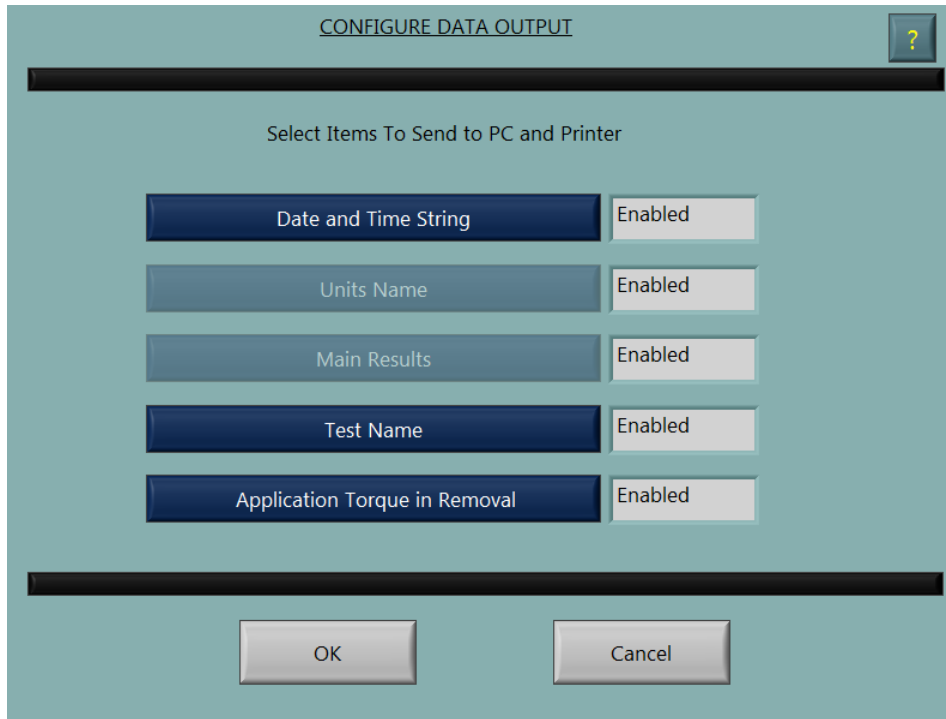 CONFIGURE DATA OUTPUT
?
Select Items To Send to PC and Printer
Date and Time String
Enabled
Units Name
Enabled
Main Results
Enabled
Test Name
Enabled
Application Torque in Removal
Enabled
OK
Cancel